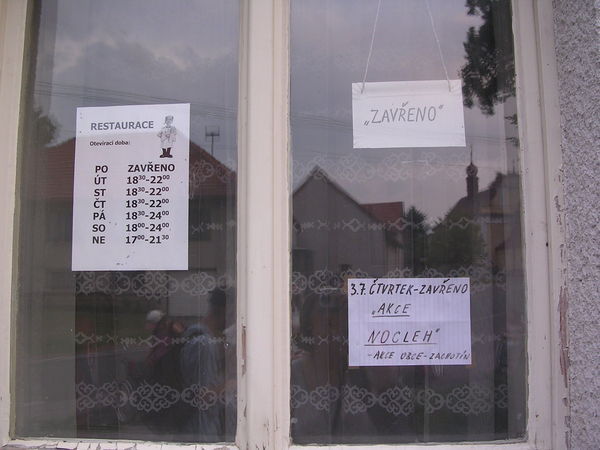 RESTAURACE
Otevírací doba:
PO ZAVŘENO
ÚT 18³⁰-22⁰⁰
ST 18³⁰-22⁰⁰
ČT 18³⁰-22⁰⁰
PÁ 18³⁰-24⁰⁰
SO 18⁰⁰-24⁰⁰
NE 17⁰⁰-21³⁰
„ZAVŘENO"
3.7. ČTVRTEK-ZAVŘENO
„AKCE
NOCLEH"
- AKCE OBCE-ZACHOTÍN